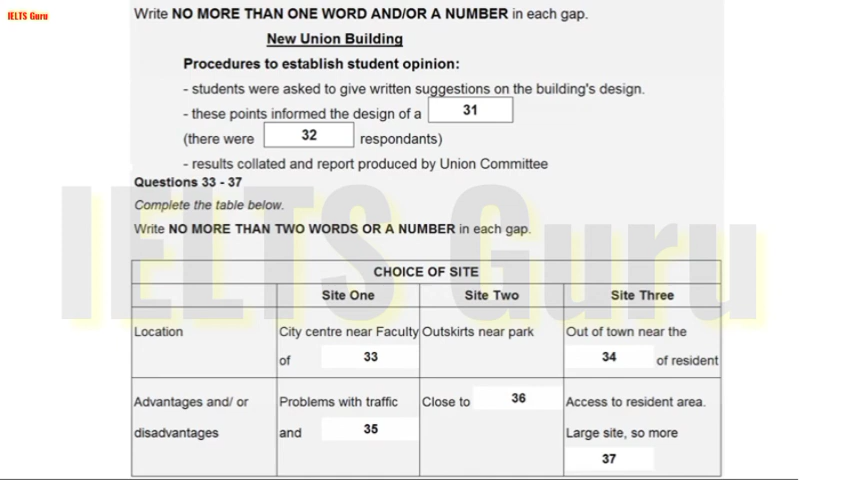 IELTS Guru
Write NO MORE THAN ONE WORD AND/OR A NUMBER in each gap.
New Union Building
Procedures to establish student opinion:
- students were asked to give written suggestions on the building's design.
- these points informed the design of a 31
(there were 32 respondants)
- results collated and report produced by Union Committee
Questions 33 - 37
Complete the table below.
Write NO MORE THAN TWO WORDS OR A NUMBER in each gap.
IELTS Guru
CHOICE OF SITE
Site One Site Two Site Three
Location City centre near Faculty Outskirts near park Out of town near the
of 33 34 of resident
Advantages and/ or Problems with traffic Close to 36 Access to resident area.
disadvantages and 35 Large site, so more
37